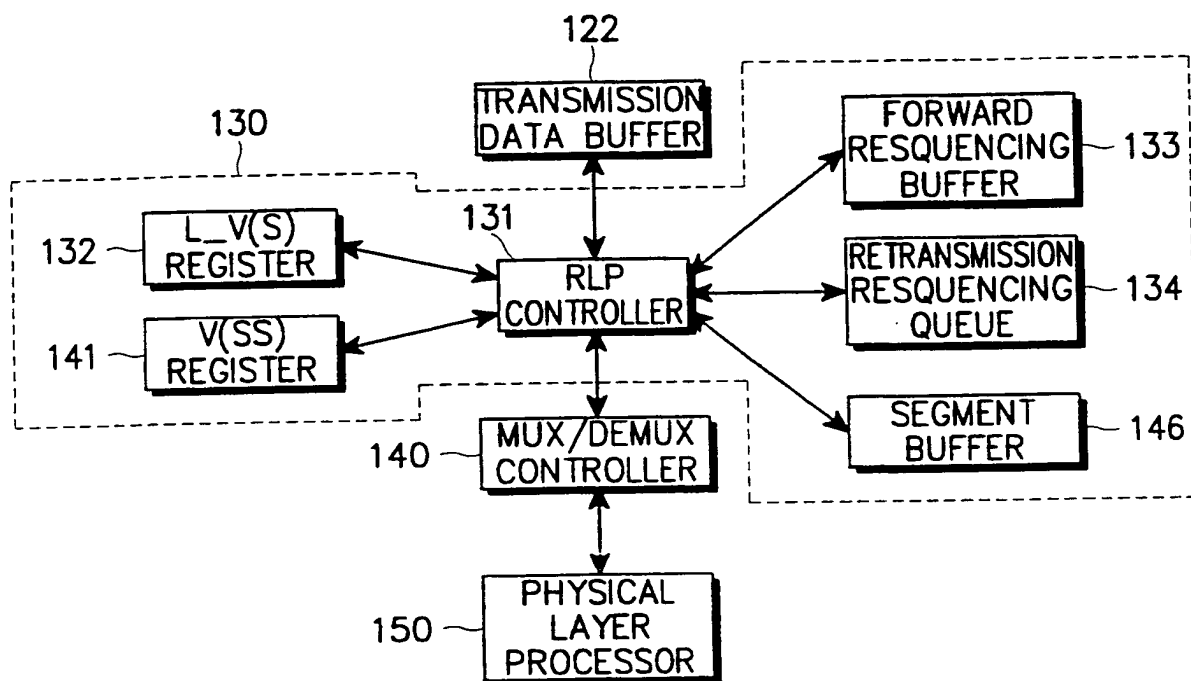 122
TRANSMISSION
DATA BUFFER
130
FORWARD
RESQUENCING
BUFFER
133
132
L_V(S)
REGISTER
131
RLP
CONTROLLER
RETRANSMISSION
RESQUENCING
QUEUE
134
141
V(SS)
REGISTER
140
MUX/DEMUX
CONTROLLER
SEGMENT
BUFFER
146
150
PHYSICAL
LAYER
PROCESSOR